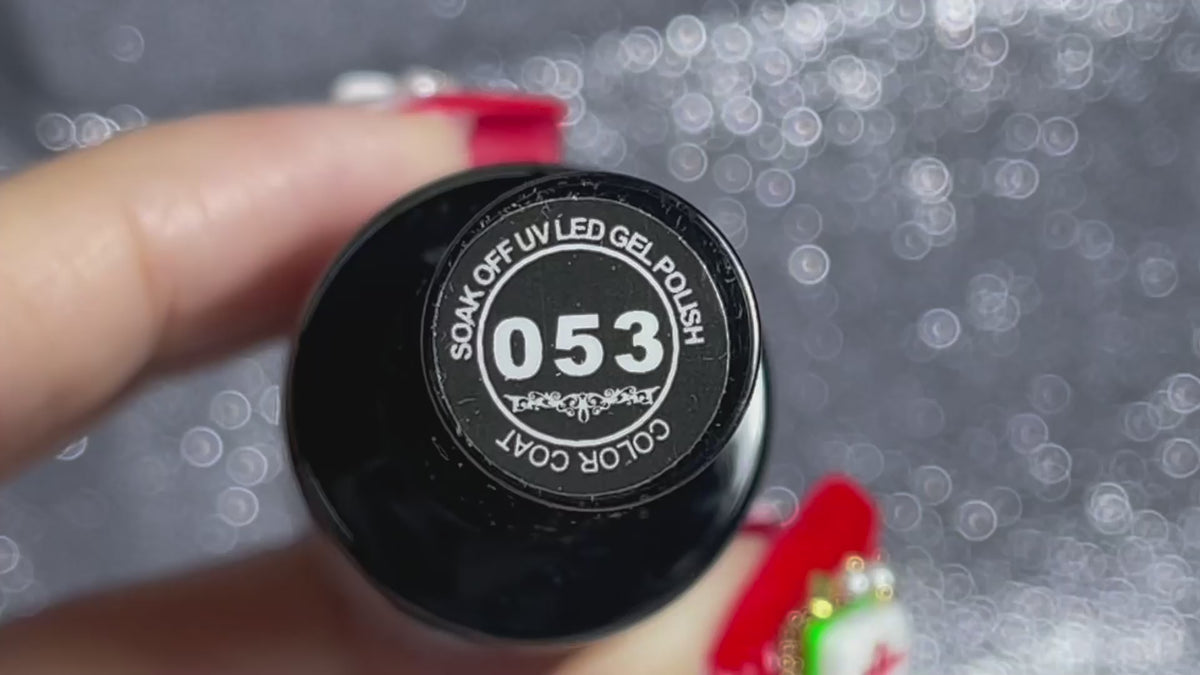 SOAK OFF UV LED GEL POLISH
053
COLOR COAT